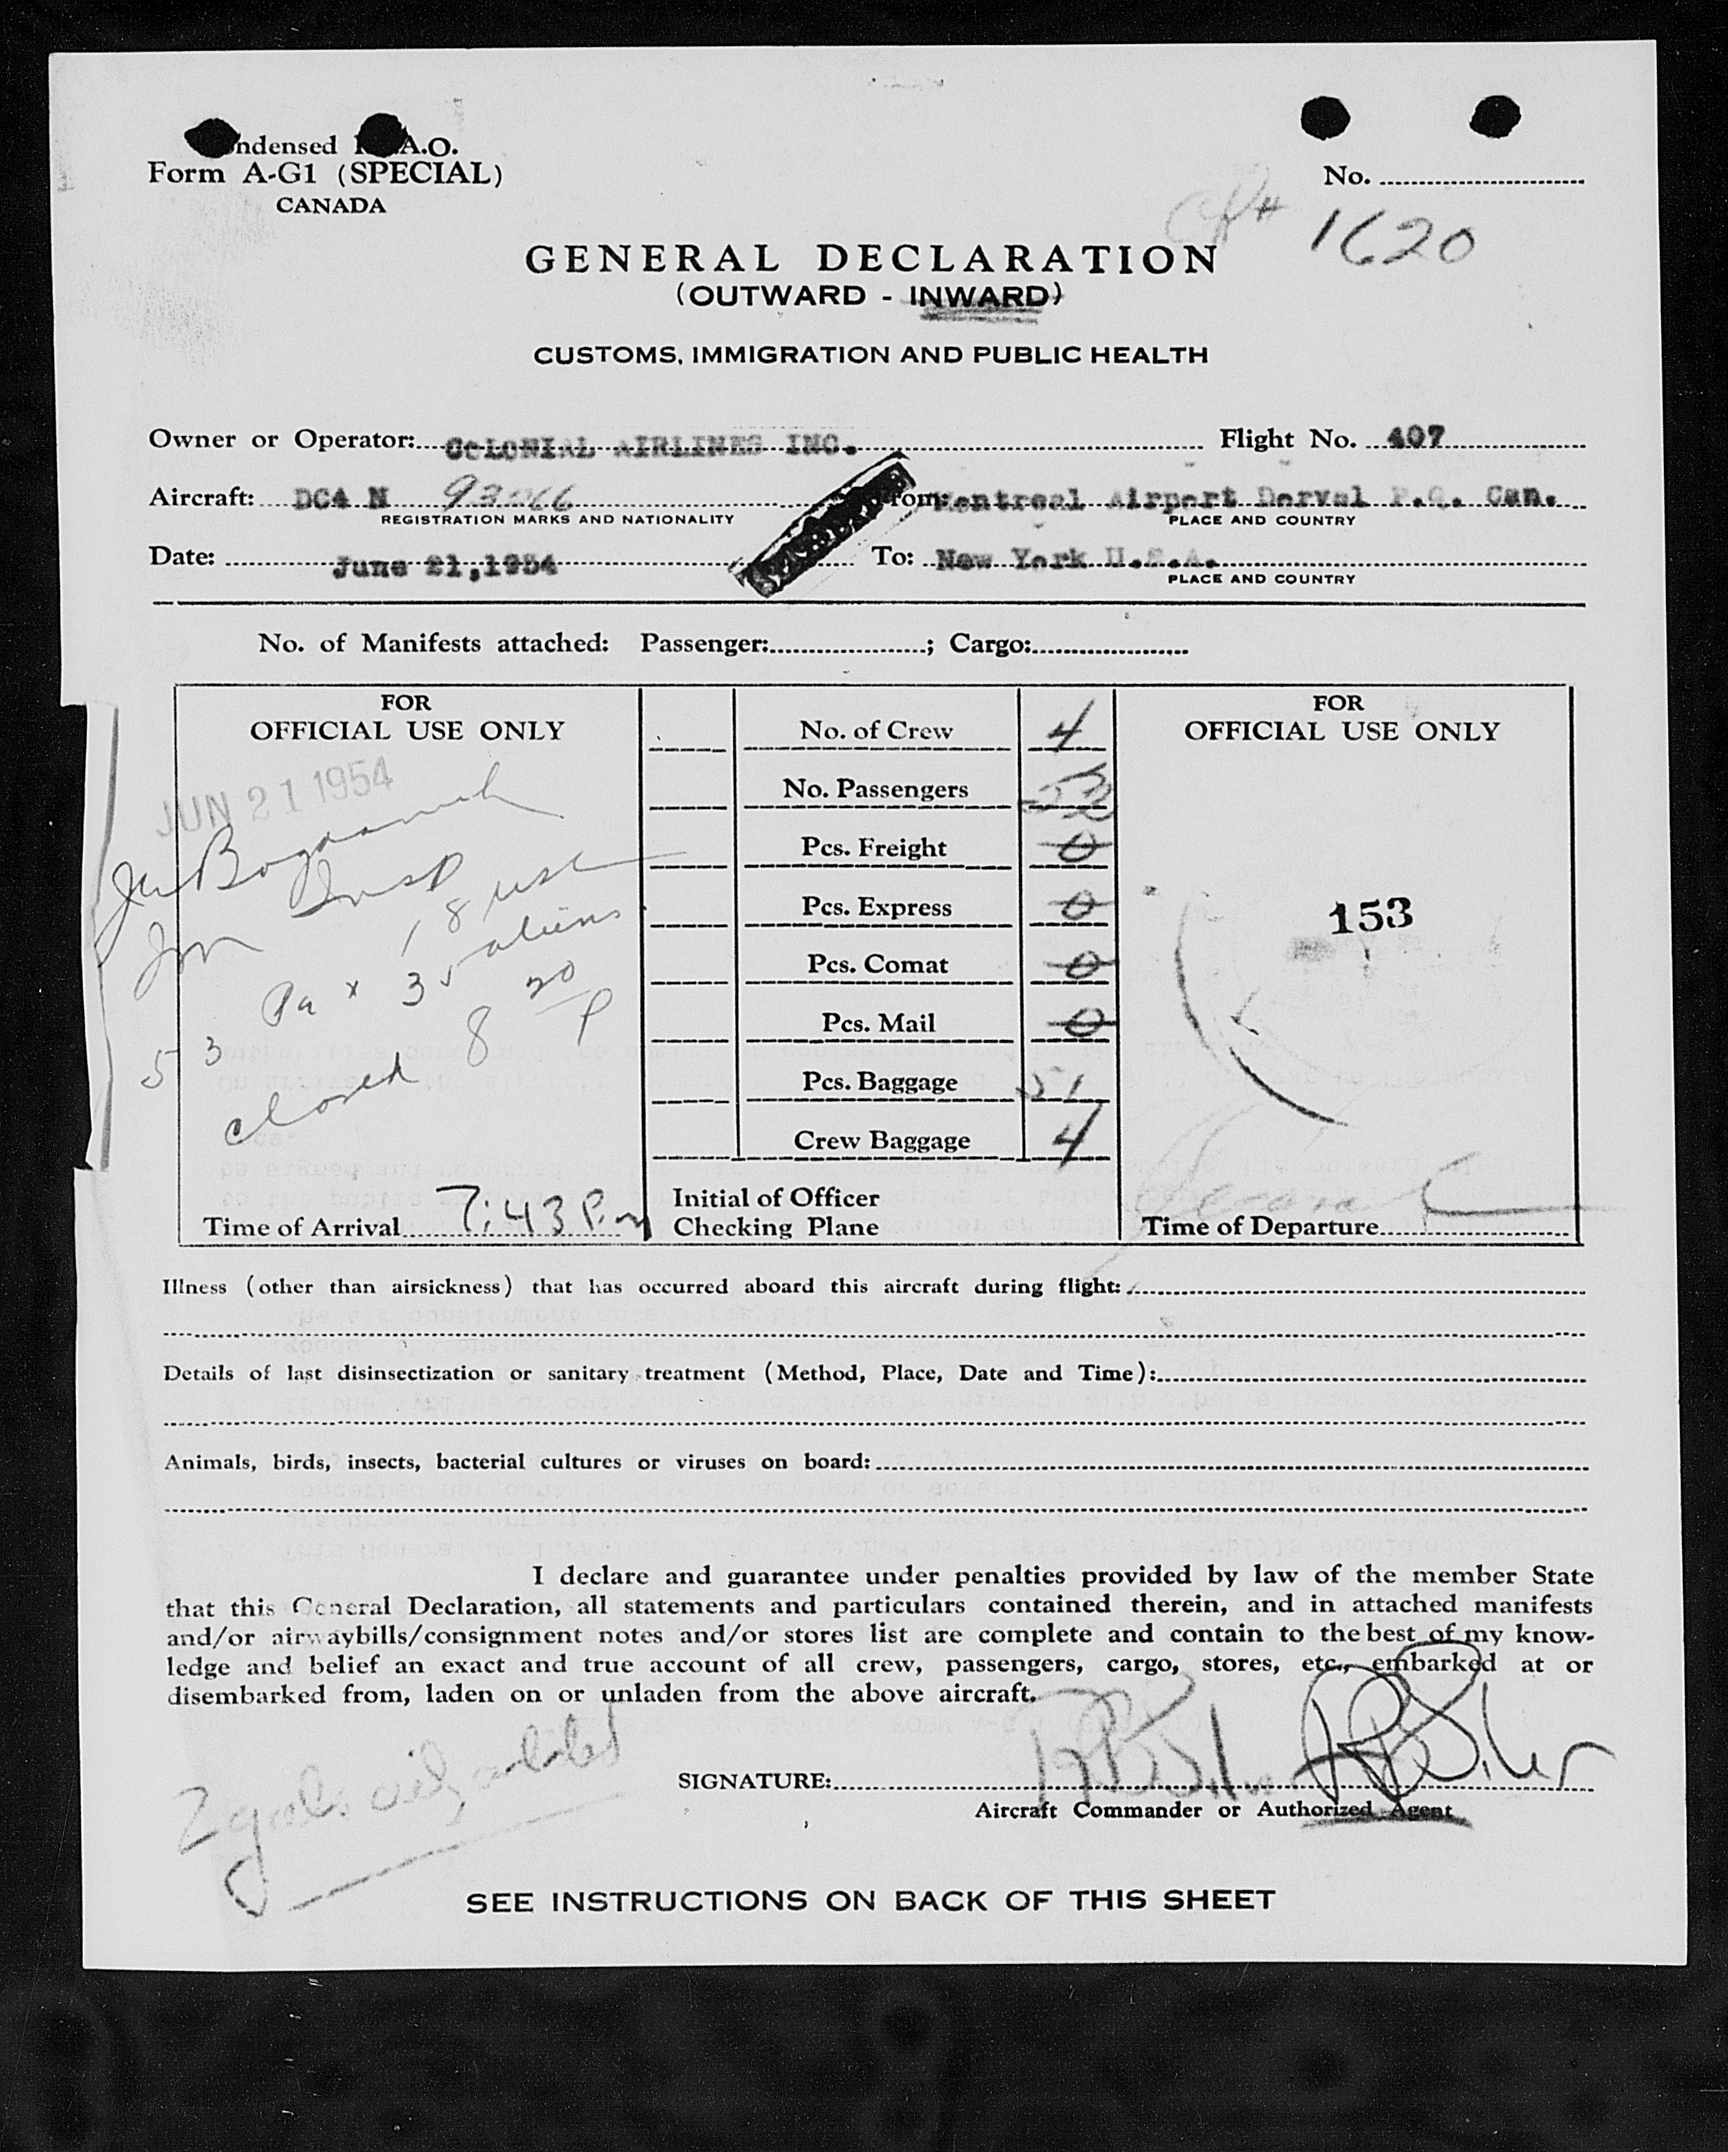 ndensed I A.O.
Form A-G1 (SPECIAL)
CANADA
No.
1620
GENERAL DECLARATION
(OUTWARD - INWARD)
CUSTOMS, IMMIGRATION AND PUBLIC HEALTH
Owner or Operator: COLONIAL AIRLINES INC. Flight No. 407
Aircraft: DC4 N 93266 From: Montreal Airport Dorval P.Q. Can.
REGISTRATION MARKS AND NATIONALITY PLACE AND COUNTRY
Date: June 21,1954 To: New York U.S.A.
PLACE AND COUNTRY
No. of Manifests attached: Passenger: ; Cargo:
FOR
OFFICIAL USE ONLY
JUN 21 1954
Insp
Imm
18 usc
Pax 35 aliens
53
closed 8 20 P
Time of Arrival 7:43 P.m
No. of Crew 4
No. Passengers 52
Pcs. Freight 0
Pcs. Express 0
Pcs. Comat 0
Pcs. Mail 0
Pcs. Baggage 51
Crew Baggage 4
Initial of Officer
Checking Plane
FOR
OFFICIAL USE ONLY
153
Time of Departure
Illness (other than airsickness) that has occurred aboard this aircraft during flight:
Details of last disinsectization or sanitary treatment (Method, Place, Date and Time):
Animals, birds, insects, bacterial cultures or viruses on board:
I declare and guarantee under penalties provided by law of the member State
that this General Declaration, all statements and particulars contained therein, and in attached manifests
and/or airwaybills/consignment notes and/or stores list are complete and contain to the best of my know-
ledge and belief an exact and true account of all crew, passengers, cargo, stores, etc., embarked at or
disembarked from, laden on or unladen from the above aircraft.
2 gals oil added
SIGNATURE:
Aircraft Commander or Authorized Agent
SEE INSTRUCTIONS ON BACK OF THIS SHEET